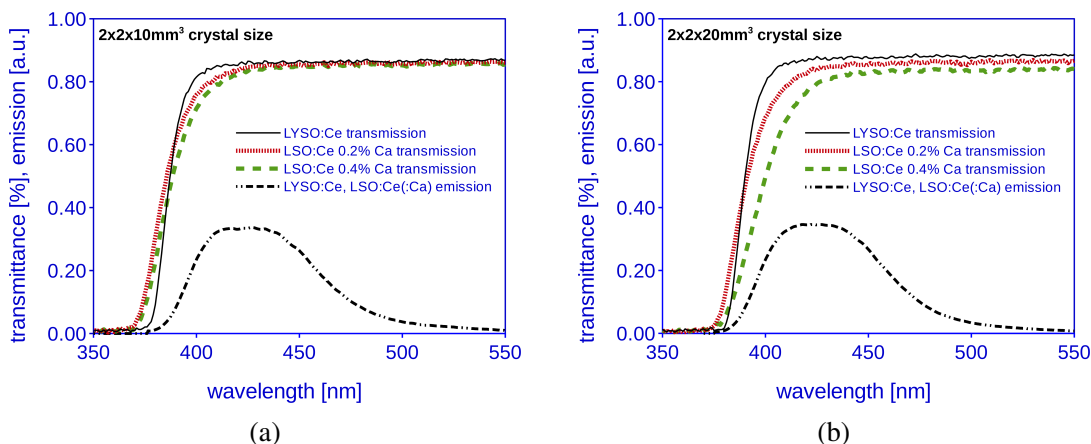 2x2x10mm³ crystal size
transmittance [%], emission [a.u.]
1.00
0.80
0.60
0.40
0.20
0.00
LYSO:Ce transmission
LSO:Ce 0.2% Ca transmission
LSO:Ce 0.4% Ca transmission
LYSO:Ce, LSO:Ce(:Ca) emission
350 400 450 500 550
wavelength [nm]
(a)
2x2x20mm³ crystal size
transmittance [%], emission [a.u.]
1.00
0.80
0.60
0.40
0.20
0.00
LYSO:Ce transmission
LSO:Ce 0.2% Ca transmission
LSO:Ce 0.4% Ca transmission
LYSO:Ce, LSO:Ce(:Ca) emission
350 400 450 500 550
wavelength [nm]
(b)